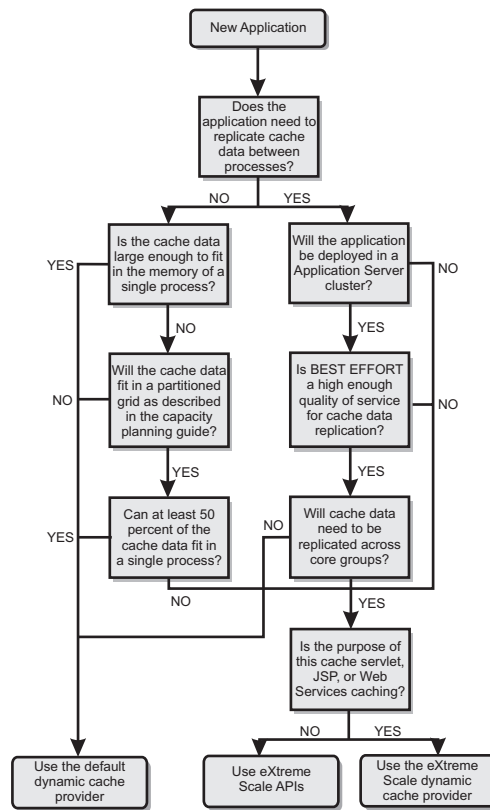 New Application
Does the
application need to
replicate cache
data between
processes?
NO
YES
Is the cache data
large enough to fit
in the memory of a
single process?
Will the application
be deployed in a
Application Server
cluster?
YES
NO
NO
YES
Will the cache data
fit in a partitioned
grid as described
in the capacity
planning guide?
Is BEST EFFORT
a high enough
quality of service
for cache data
replication?
NO
NO
YES
YES
Can at least 50
percent of the
cache data fit in
a single process?
Will cache data
need to be
replicated across
core groups?
YES
NO
NO
YES
Is the purpose of
this cache servlet,
JSP, or Web
Services caching?
NO
YES
Use the default
dynamic cache
provider
Use eXtreme
Scale APIs
Use the eXtreme
Scale dynamic
cache provider